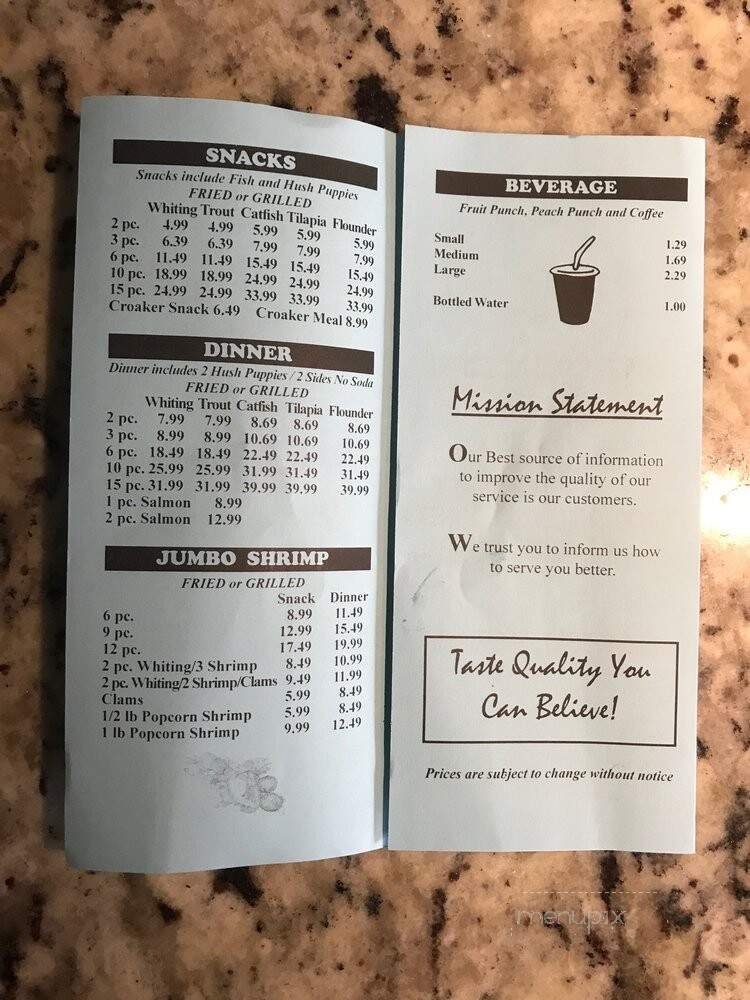 SNACKS
Snacks include Fish and Hush Puppies
FRIED or GRILLED
Whiting Trout Catfish Tilapia Flounder
2 pc. 4.99 4.99 5.99 5.99 5.99
3 pc. 6.39 6.39 7.99 7.99 7.99
6 pc. 11.49 11.49 15.49 15.49 15.49
10 pc. 18.99 18.99 24.99 24.99 24.99
15 pc. 24.99 24.99 33.99 33.99 33.99
Croaker Snack 6.49 Croaker Meal 8.99
DINNER
Dinner includes 2 Hush Puppies / 2 Sides No Soda
FRIED or GRILLED
Whiting Trout Catfish Tilapia Flounder
2 pc. 7.99 7.99 8.69 8.69 8.69
3 pc. 8.99 8.99 10.69 10.69 10.69
6 pc. 18.49 18.49 22.49 22.49 22.49
10 pc. 25.99 25.99 31.99 31.49 31.49
15 pc. 31.99 31.99 39.99 39.99 39.99
1 pc. Salmon 8.99
2 pc. Salmon 12.99
JUMBO SHRIMP
FRIED or GRILLED
Snack Dinner
6 pc. 8.99 11.49
9 pc. 12.99 15.49
12 pc. 17.49 19.99
2 pc. Whiting/3 Shrimp 8.49 10.99
2 pc. Whiting/2 Shrimp/Clams 9.49 11.99
Clams 5.99 8.49
1/2 lb Popcorn Shrimp 5.99 8.49
1 lb Popcorn Shrimp 9.99 12.49
BEVERAGE
Fruit Punch, Peach Punch and Coffee
Small 1.29
Medium 1.69
Large 2.29
Bottled Water 1.00
Mission Statement
Our Best source of information
to improve the quality of our
service is our customers.
We trust you to inform us how
to serve you better.
Taste Quality You
Can Believe!
Prices are subject to change without notice
menupix